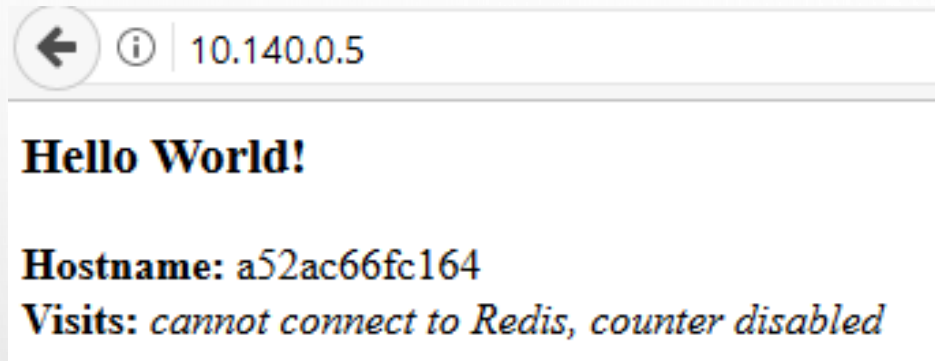 10.140.0.5
Hello World!
Hostname: a52ac66fc164
Visits: cannot connect to Redis, counter disabled